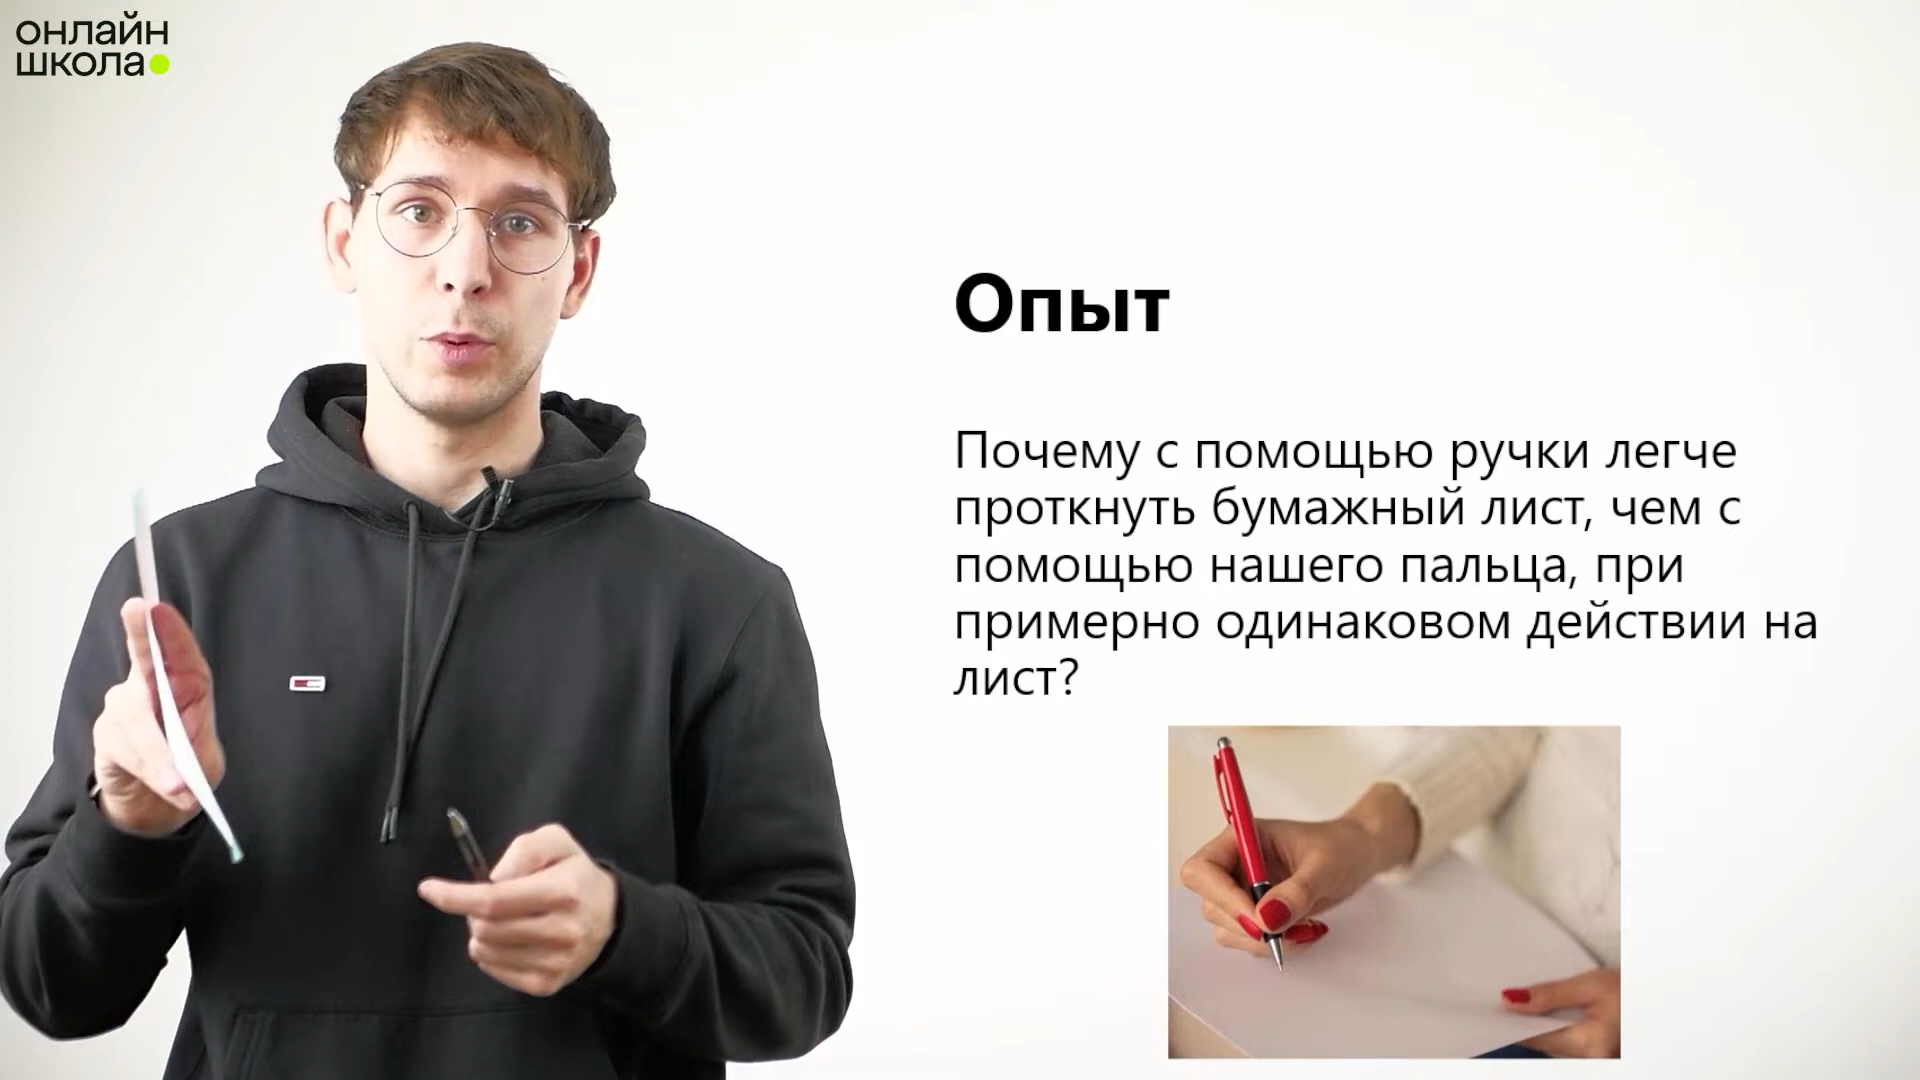 онлайн
школа
Опыт
Почему с помощью ручки легче
проткнуть бумажный лист, чем с
помощью нашего пальца, при
примерно одинаковом действии на
лист?